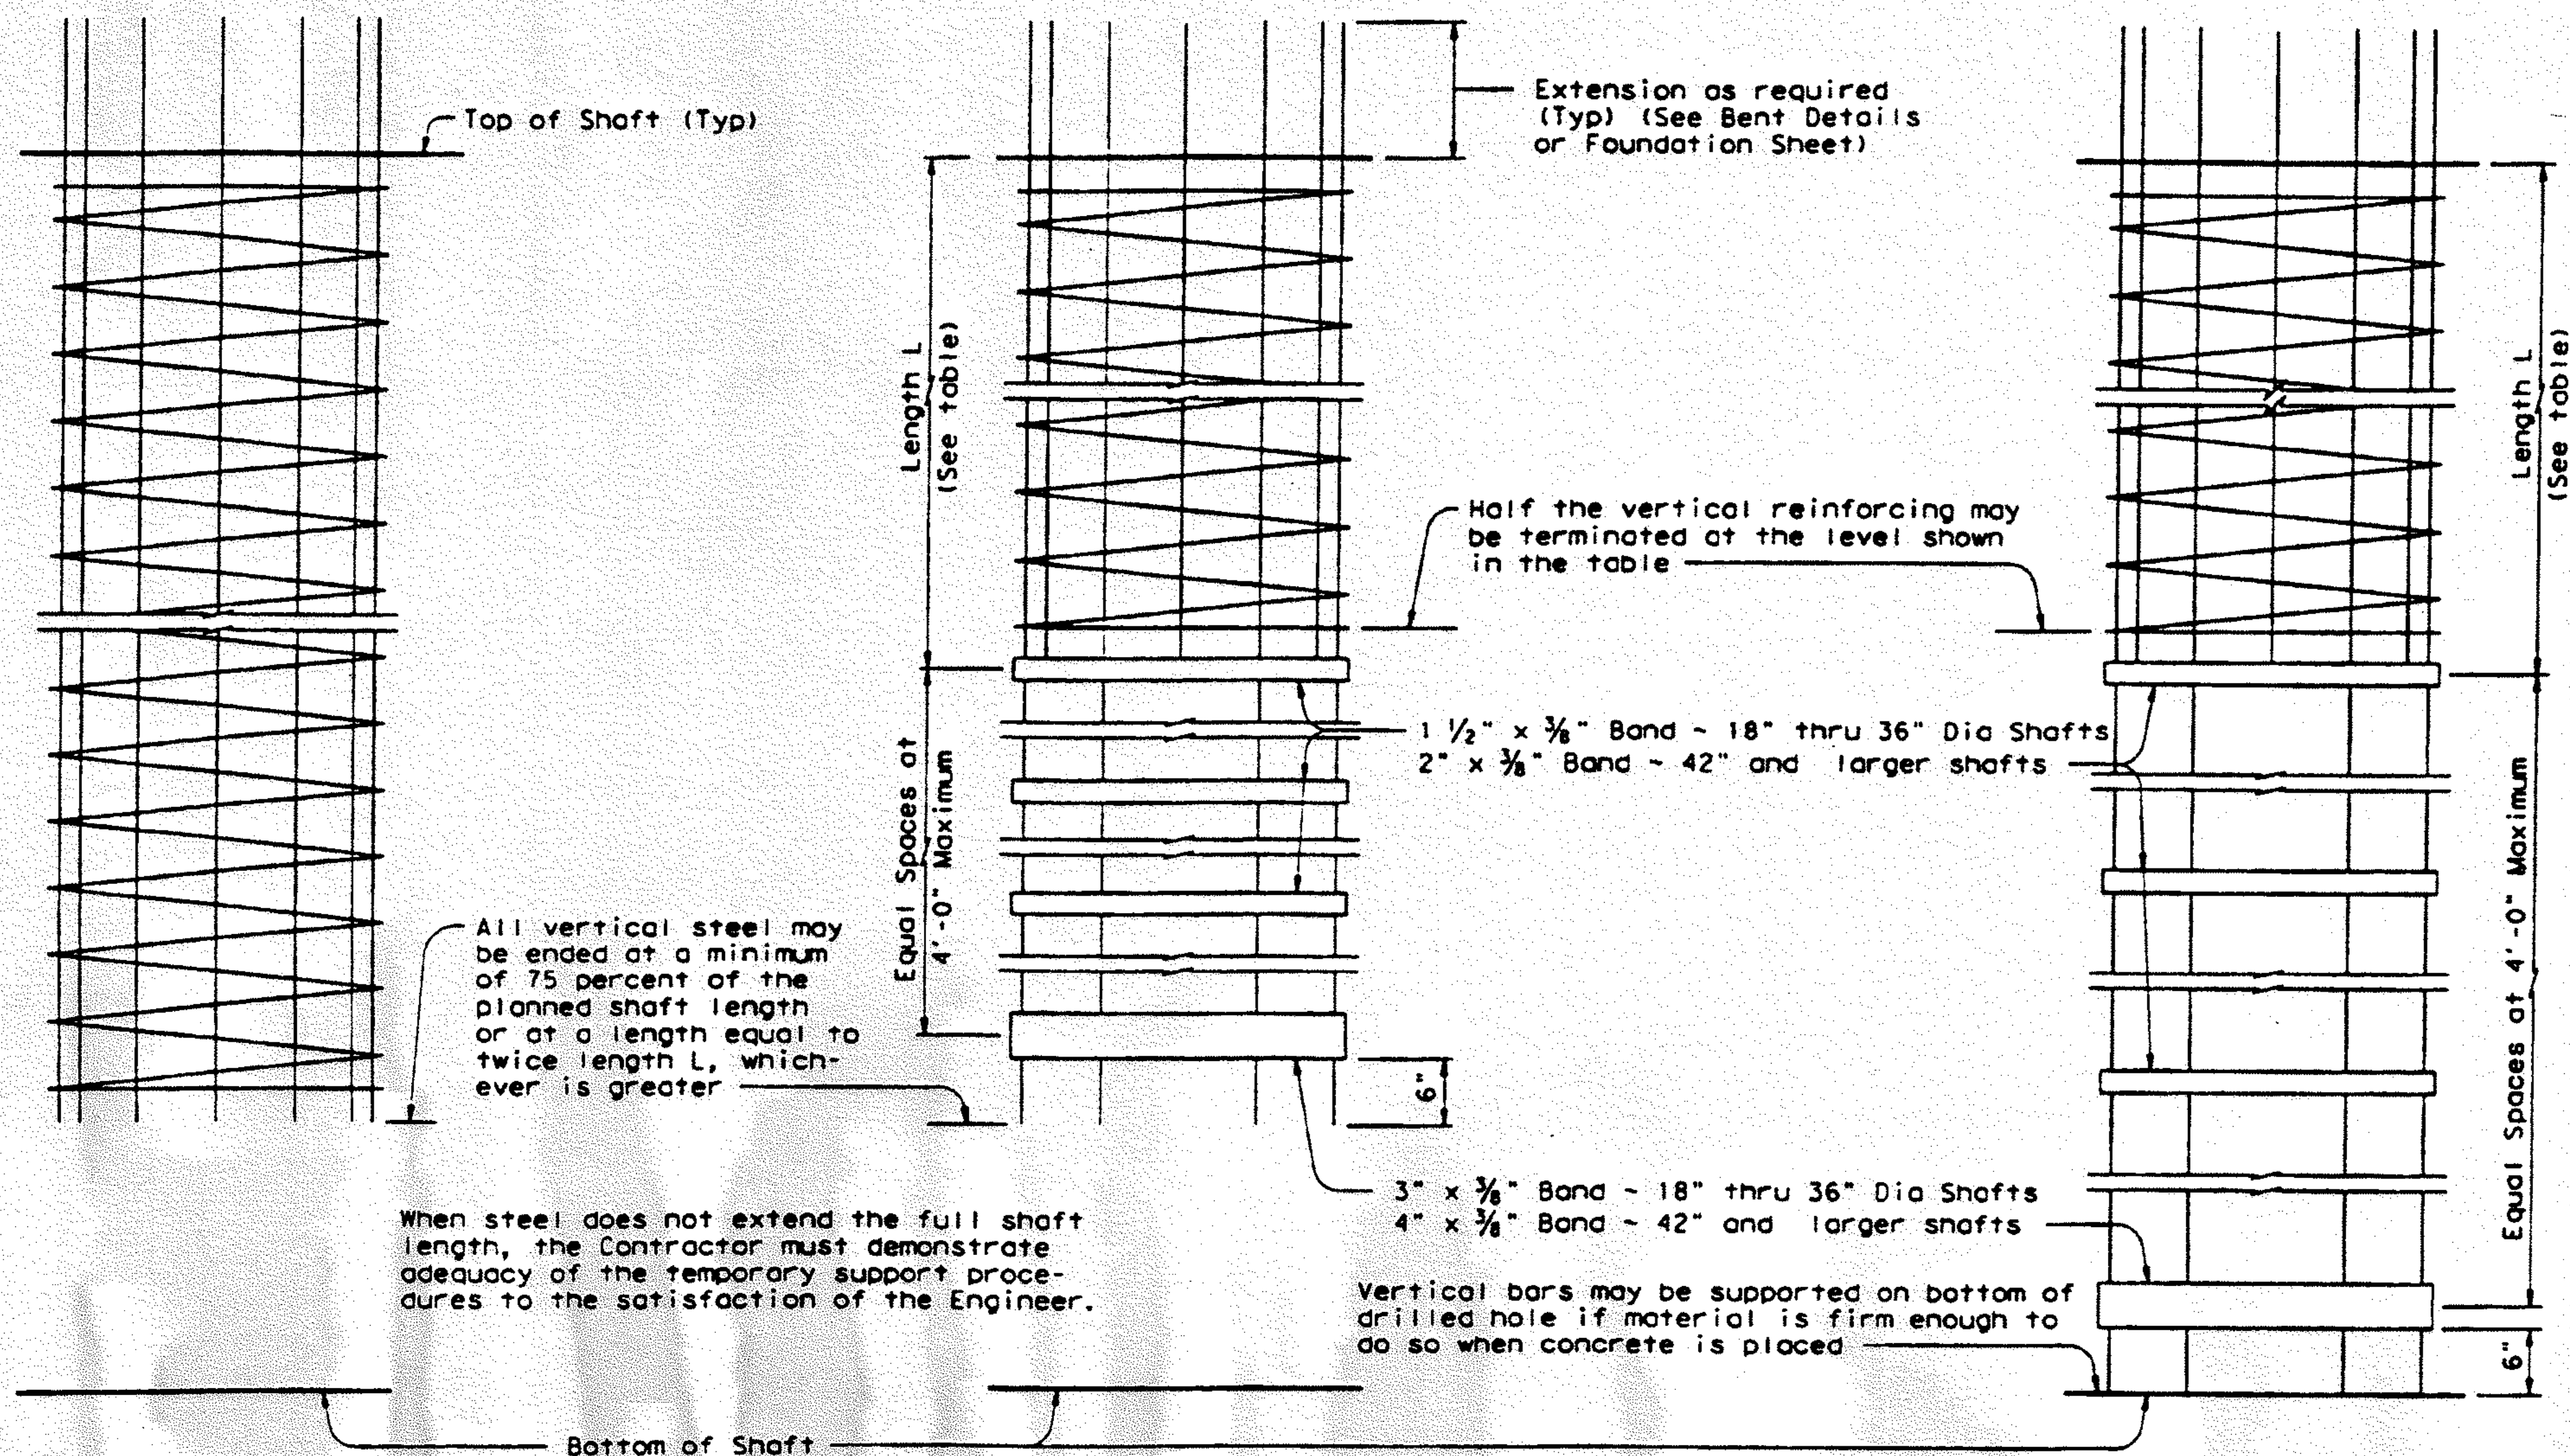 Top of Shaft (Typ)
Extension as required
(Typ) (See Bent Details
or Foundation Sheet)
Length L
(See table)
Length L
(See table)
Half the vertical reinforcing may
be terminated at the level shown
in the table
1 1/2" x 3/8" Band ~ 18" thru 36" Dia Shafts
2" x 3/8" Band ~ 42" and larger shafts
Equal Spaces at
4'-0" Maximum
Equal Spaces at 4'-0" Maximum
All vertical steel may
be ended at a minimum
of 75 percent of the
planned shaft length
or at a length equal to
twice length L, which-
ever is greater
6"
3" x 3/8" Band ~ 18" thru 36" Dia Shafts
4" x 3/8" Band ~ 42" and larger shafts
When steel does not extend the full shaft
length, the Contractor must demonstrate
adequacy of the temporary support proce-
dures to the satisfaction of the Engineer.
Vertical bars may be supported on bottom of
drilled hole if material is firm enough to
do so when concrete is placed
6"
Bottom of Shaft